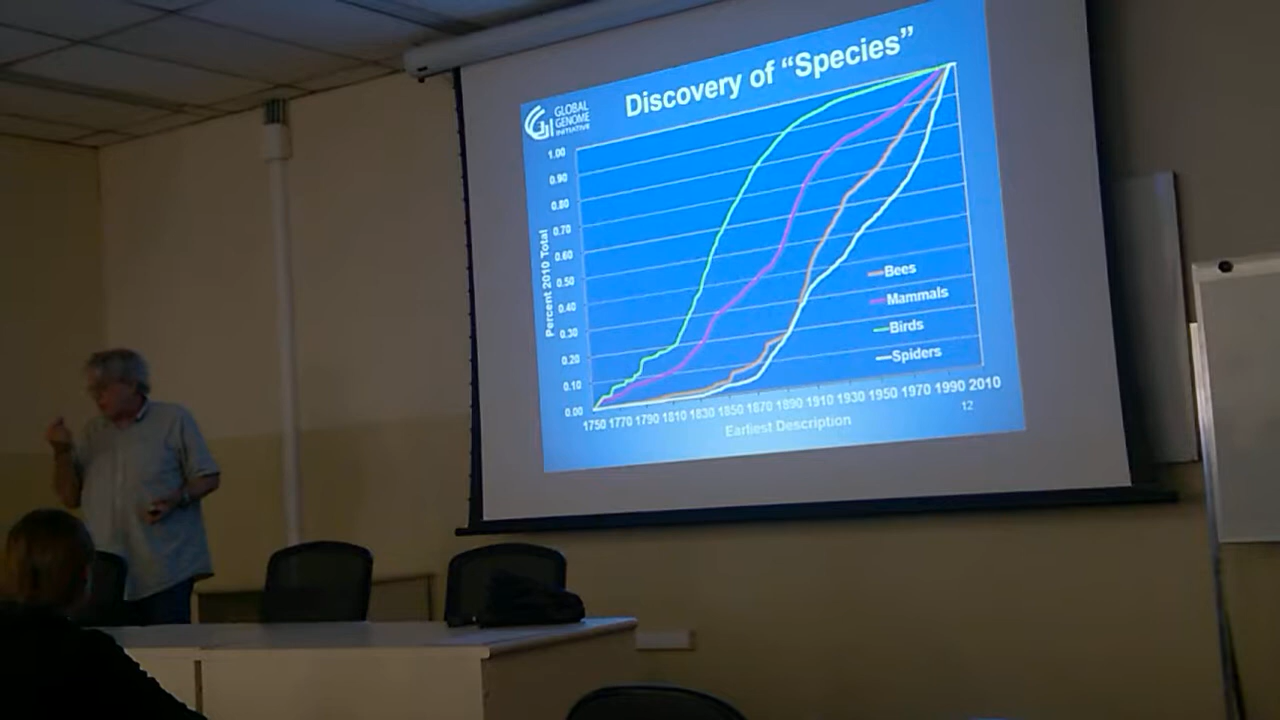 Discovery of “Species”
GLOBAL
GENOME
INITIATIVE
Percent 2010 Total
1.00
0.90
0.80
0.70
0.60
0.50
0.40
0.30
0.20
0.10
0.00
Bees
Mammals
Birds
Spiders
1750 1770 1790 1810 1830 1850 1870 1890 1910 1930 1950 1970 1990 2010
Earliest Description
12